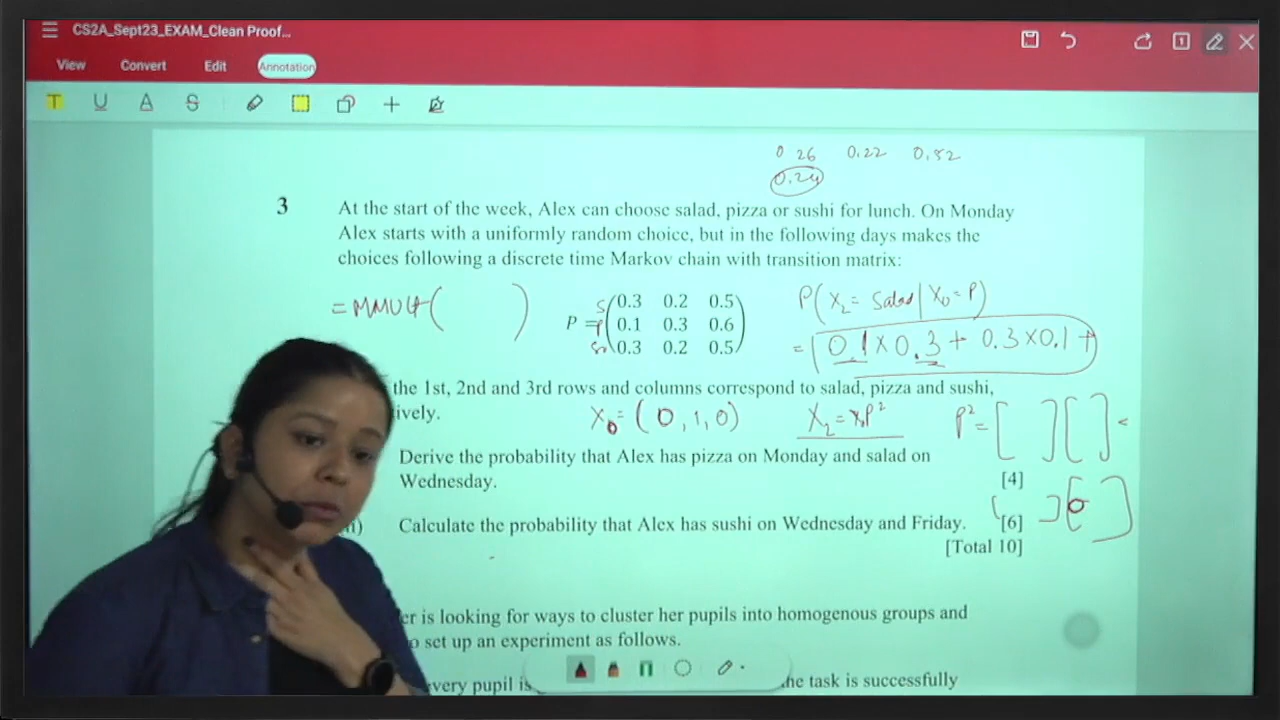 CS2A_Sept23_EXAM_Clean Proof...
View Convert Edit Annotation
0.26 0.22 0.52
0.24
3 At the start of the week, Alex can choose salad, pizza or sushi for lunch. On Monday
Alex starts with a uniformly random choice, but in the following days makes the
choices following a discrete time Markov chain with transition matrix:
=MMULT( )
P = S P Su (0.3 0.2 0.5
0.1 0.3 0.6
0.3 0.2 0.5)
P(X₂ = Salad | X₀ = P)
= 0.1 × 0.3 + 0.3 × 0.1 +
the 1st, 2nd and 3rd rows and columns correspond to salad, pizza and sushi,
ively.
X₀ = (0, 1, 0) X₂ = X₀P² P² = [ ] [ ] =
Derive the probability that Alex has pizza on Monday and salad on
Wednesday.
[4]
Calculate the probability that Alex has sushi on Wednesday and Friday. [6]
[Total 10]
er is looking for ways to cluster her pupils into homogenous groups and
o set up an experiment as follows.
very pupil is he task is successfully